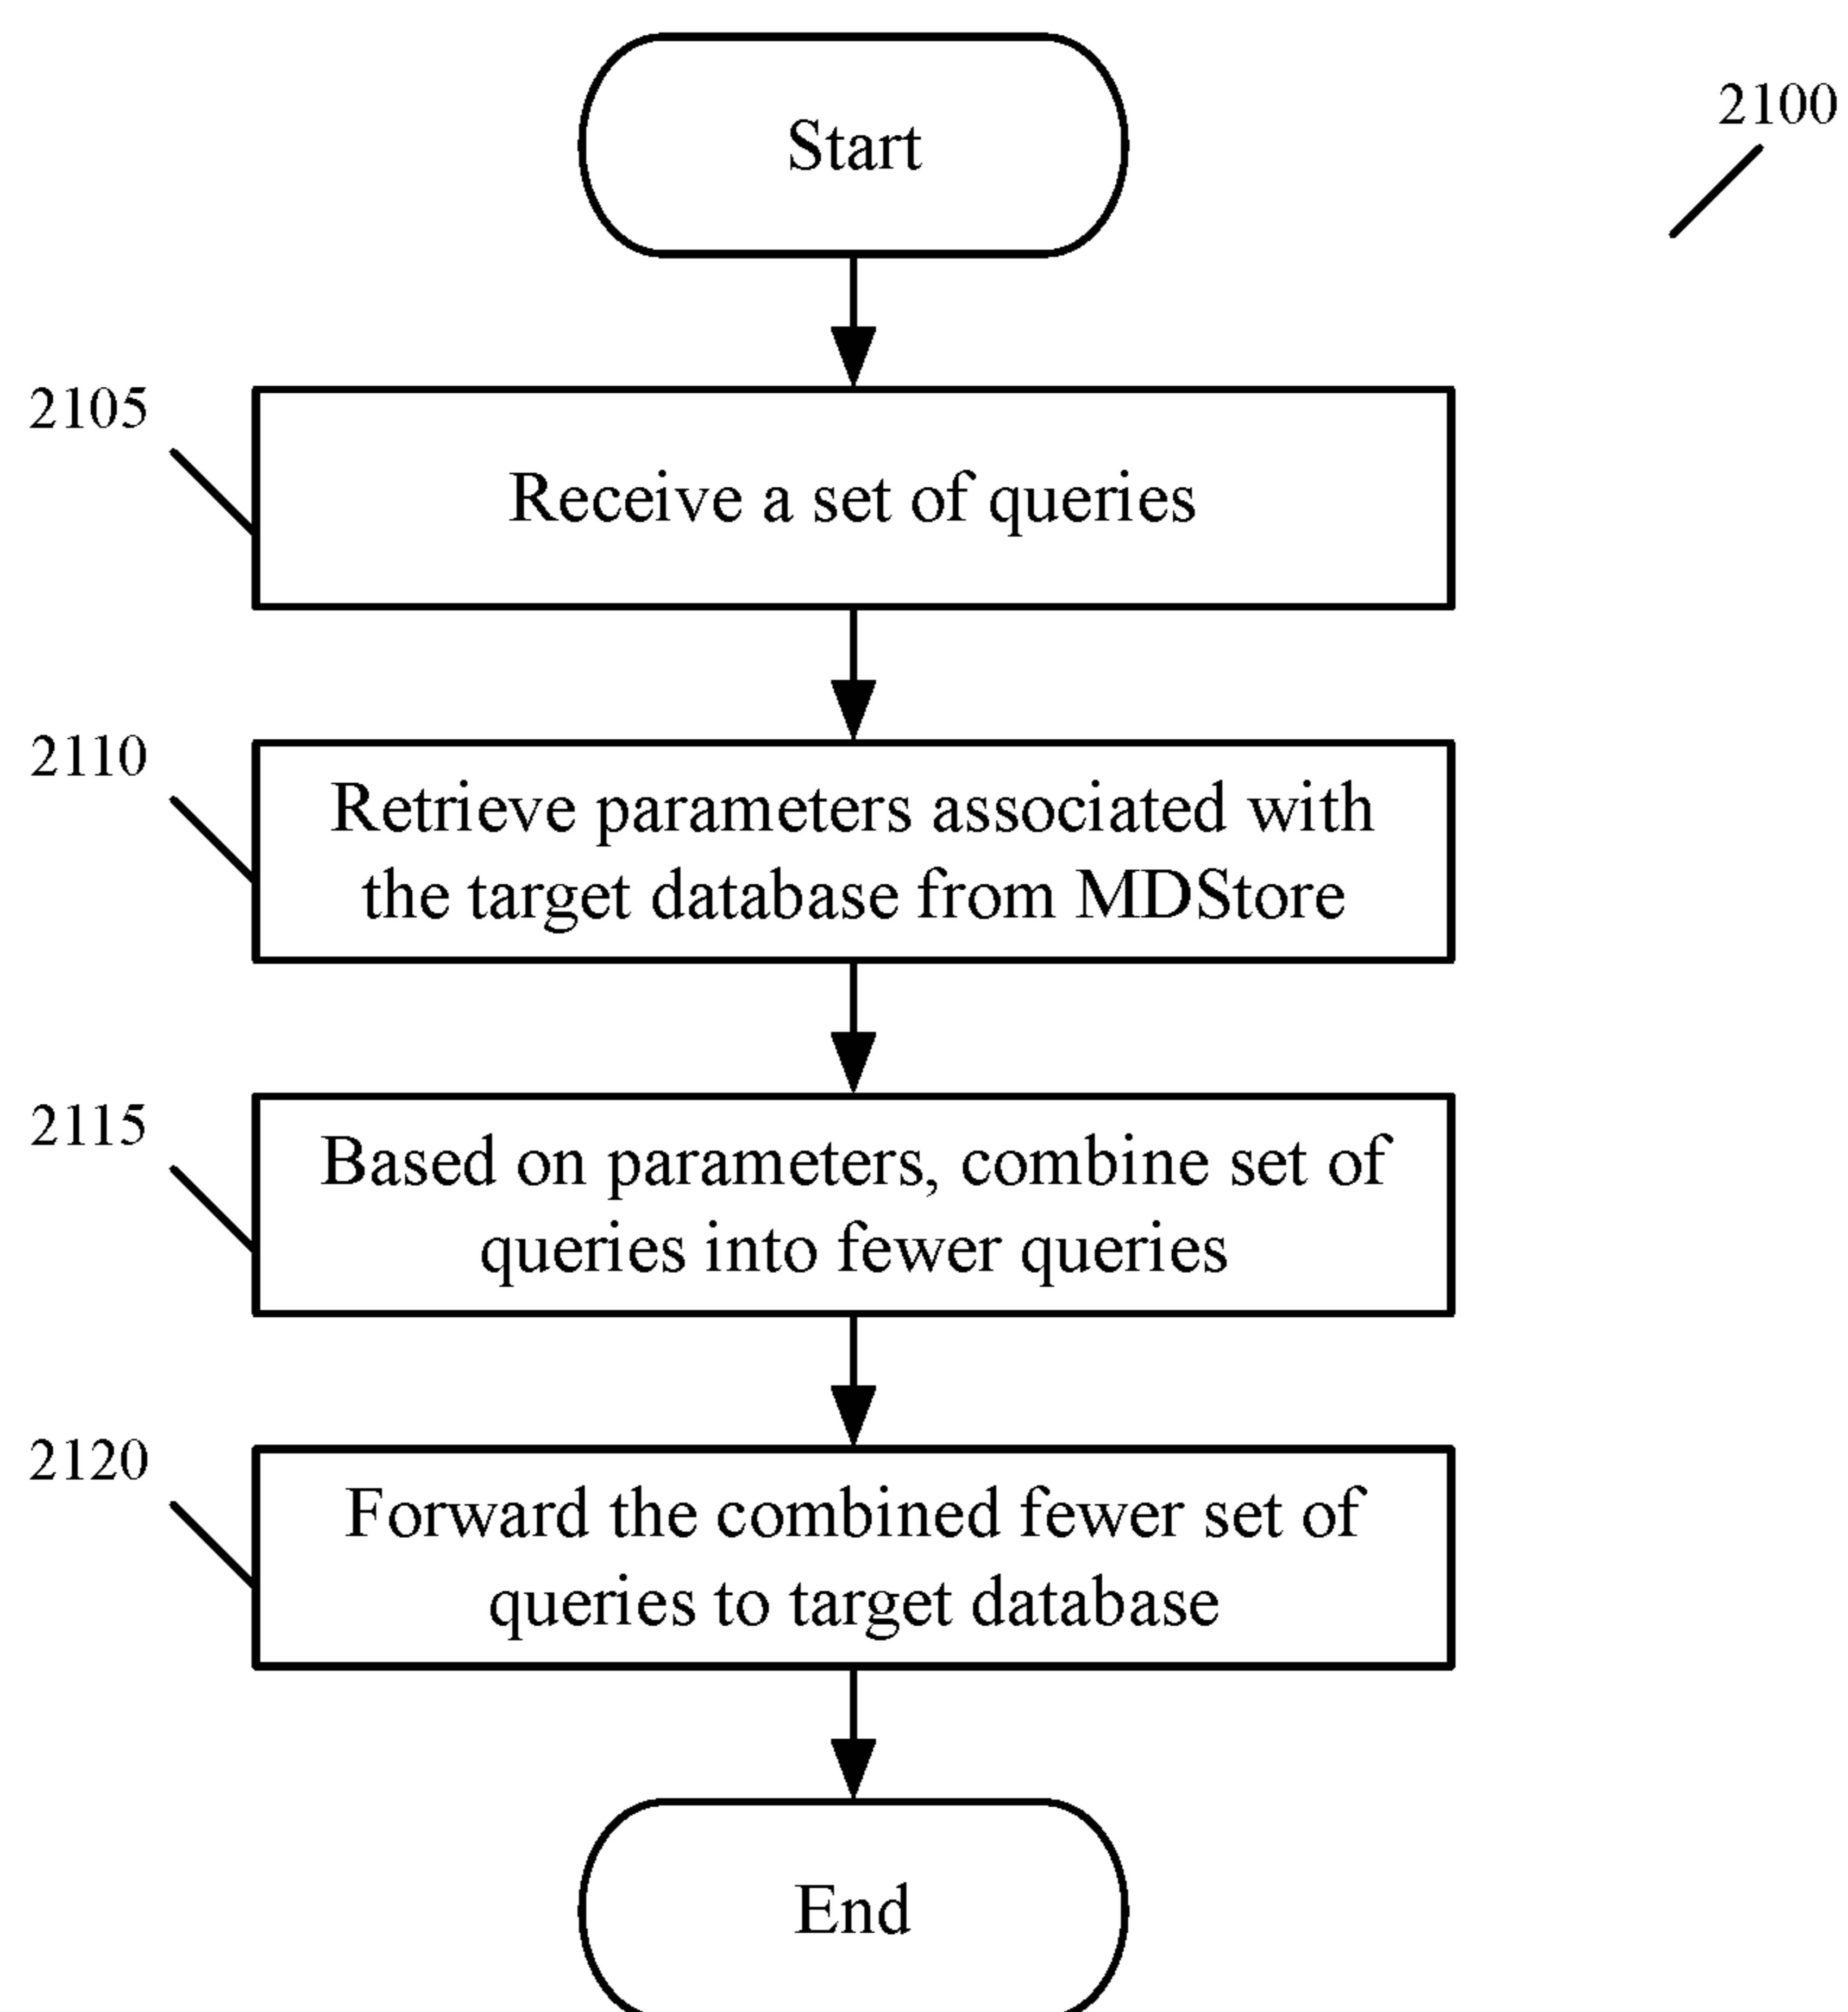 Start
2100
2105
Receive a set of queries
2110
Retrieve parameters associated with
the target database from MDStore
2115
Based on parameters, combine set of
queries into fewer queries
2120
Forward the combined fewer set of
queries to target database
End